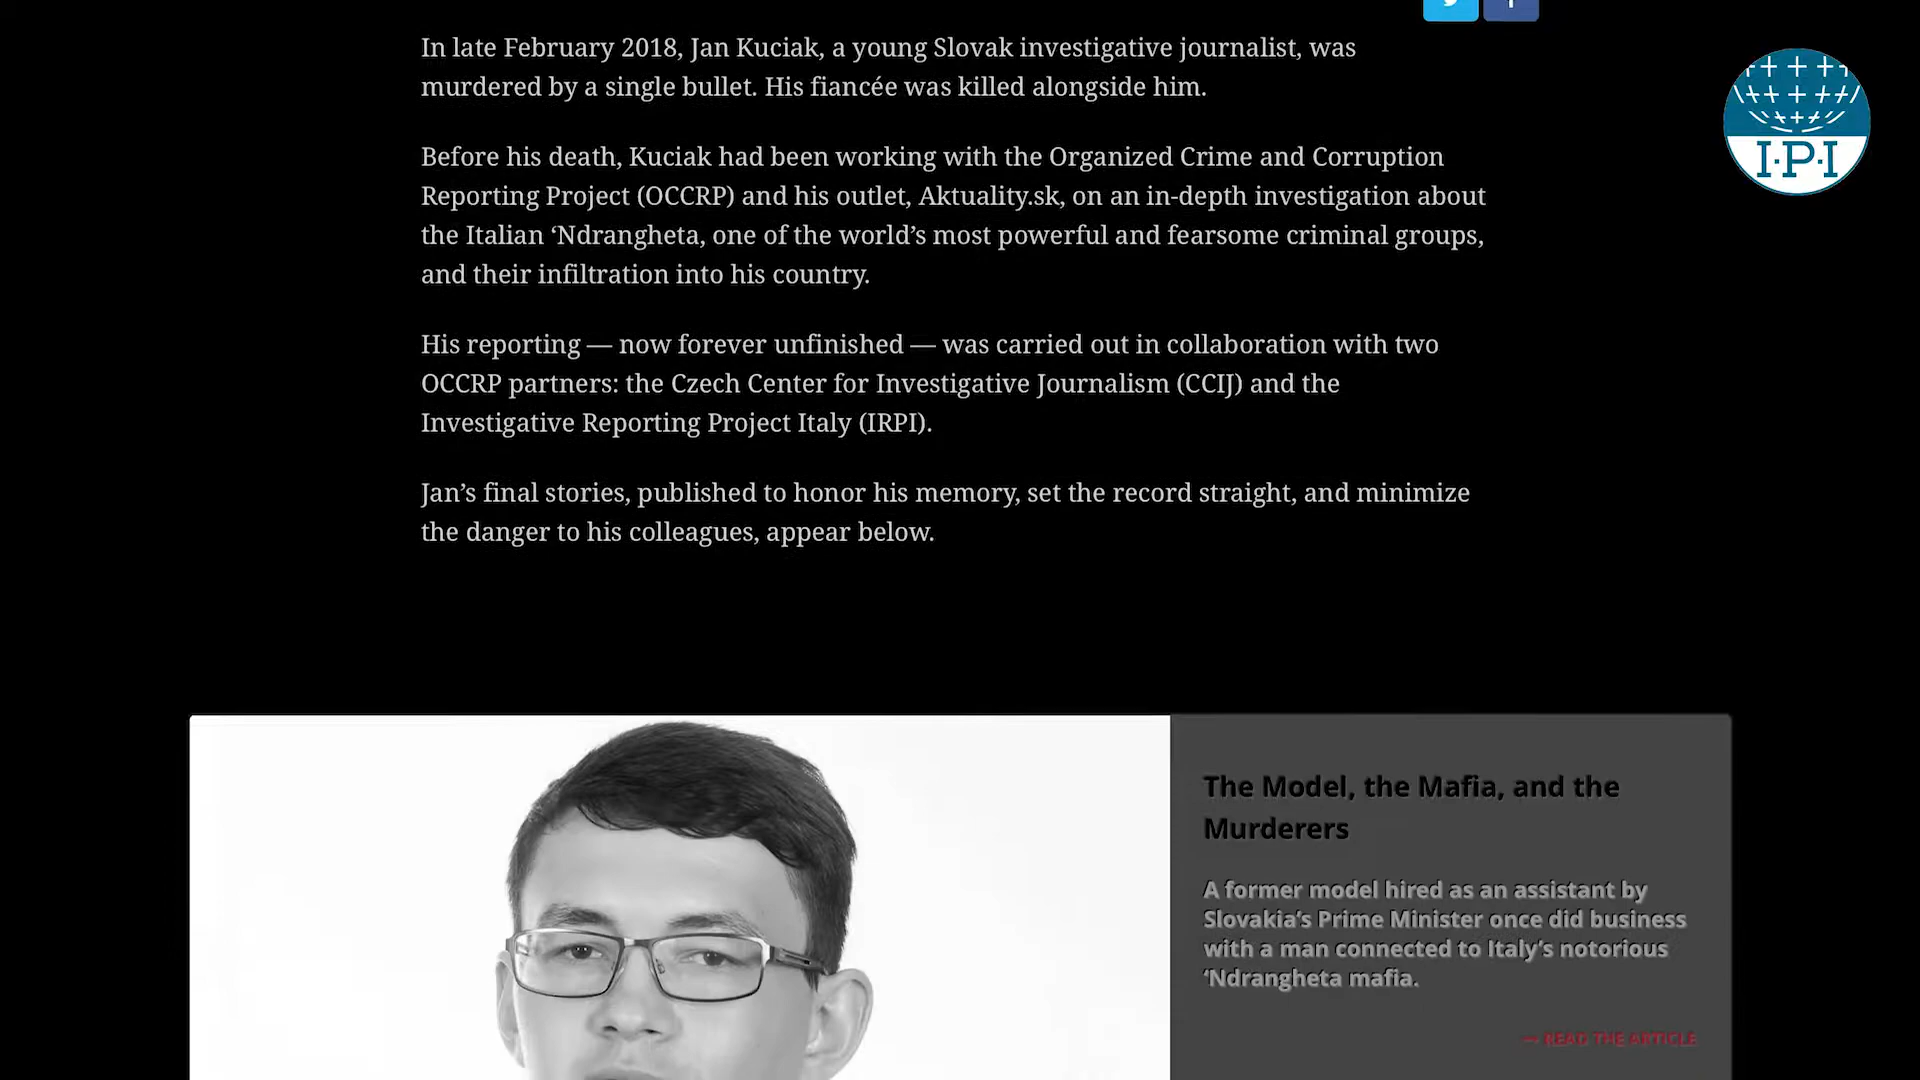 In late February 2018, Jan Kuciak, a young Slovak investigative journalist, was
murdered by a single bullet. His fiancée was killed alongside him.
Before his death, Kuciak had been working with the Organized Crime and Corruption
Reporting Project (OCCRP) and his outlet, Aktuality.sk, on an in-depth investigation about
the Italian ‘Ndrangheta, one of the world’s most powerful and fearsome criminal groups,
and their infiltration into his country.
His reporting — now forever unfinished — was carried out in collaboration with two
OCCRP partners: the Czech Center for Investigative Journalism (CCIJ) and the
Investigative Reporting Project Italy (IRPI).
Jan’s final stories, published to honor his memory, set the record straight, and minimize
the danger to his colleagues, appear below.
I·P·I
The Model, the Mafia, and the
Murderers
A former model hired as an assistant by
Slovakia’s Prime Minister once did business
with a man connected to Italy’s notorious
‘Ndrangheta mafia.
— READ THE ARTICLE